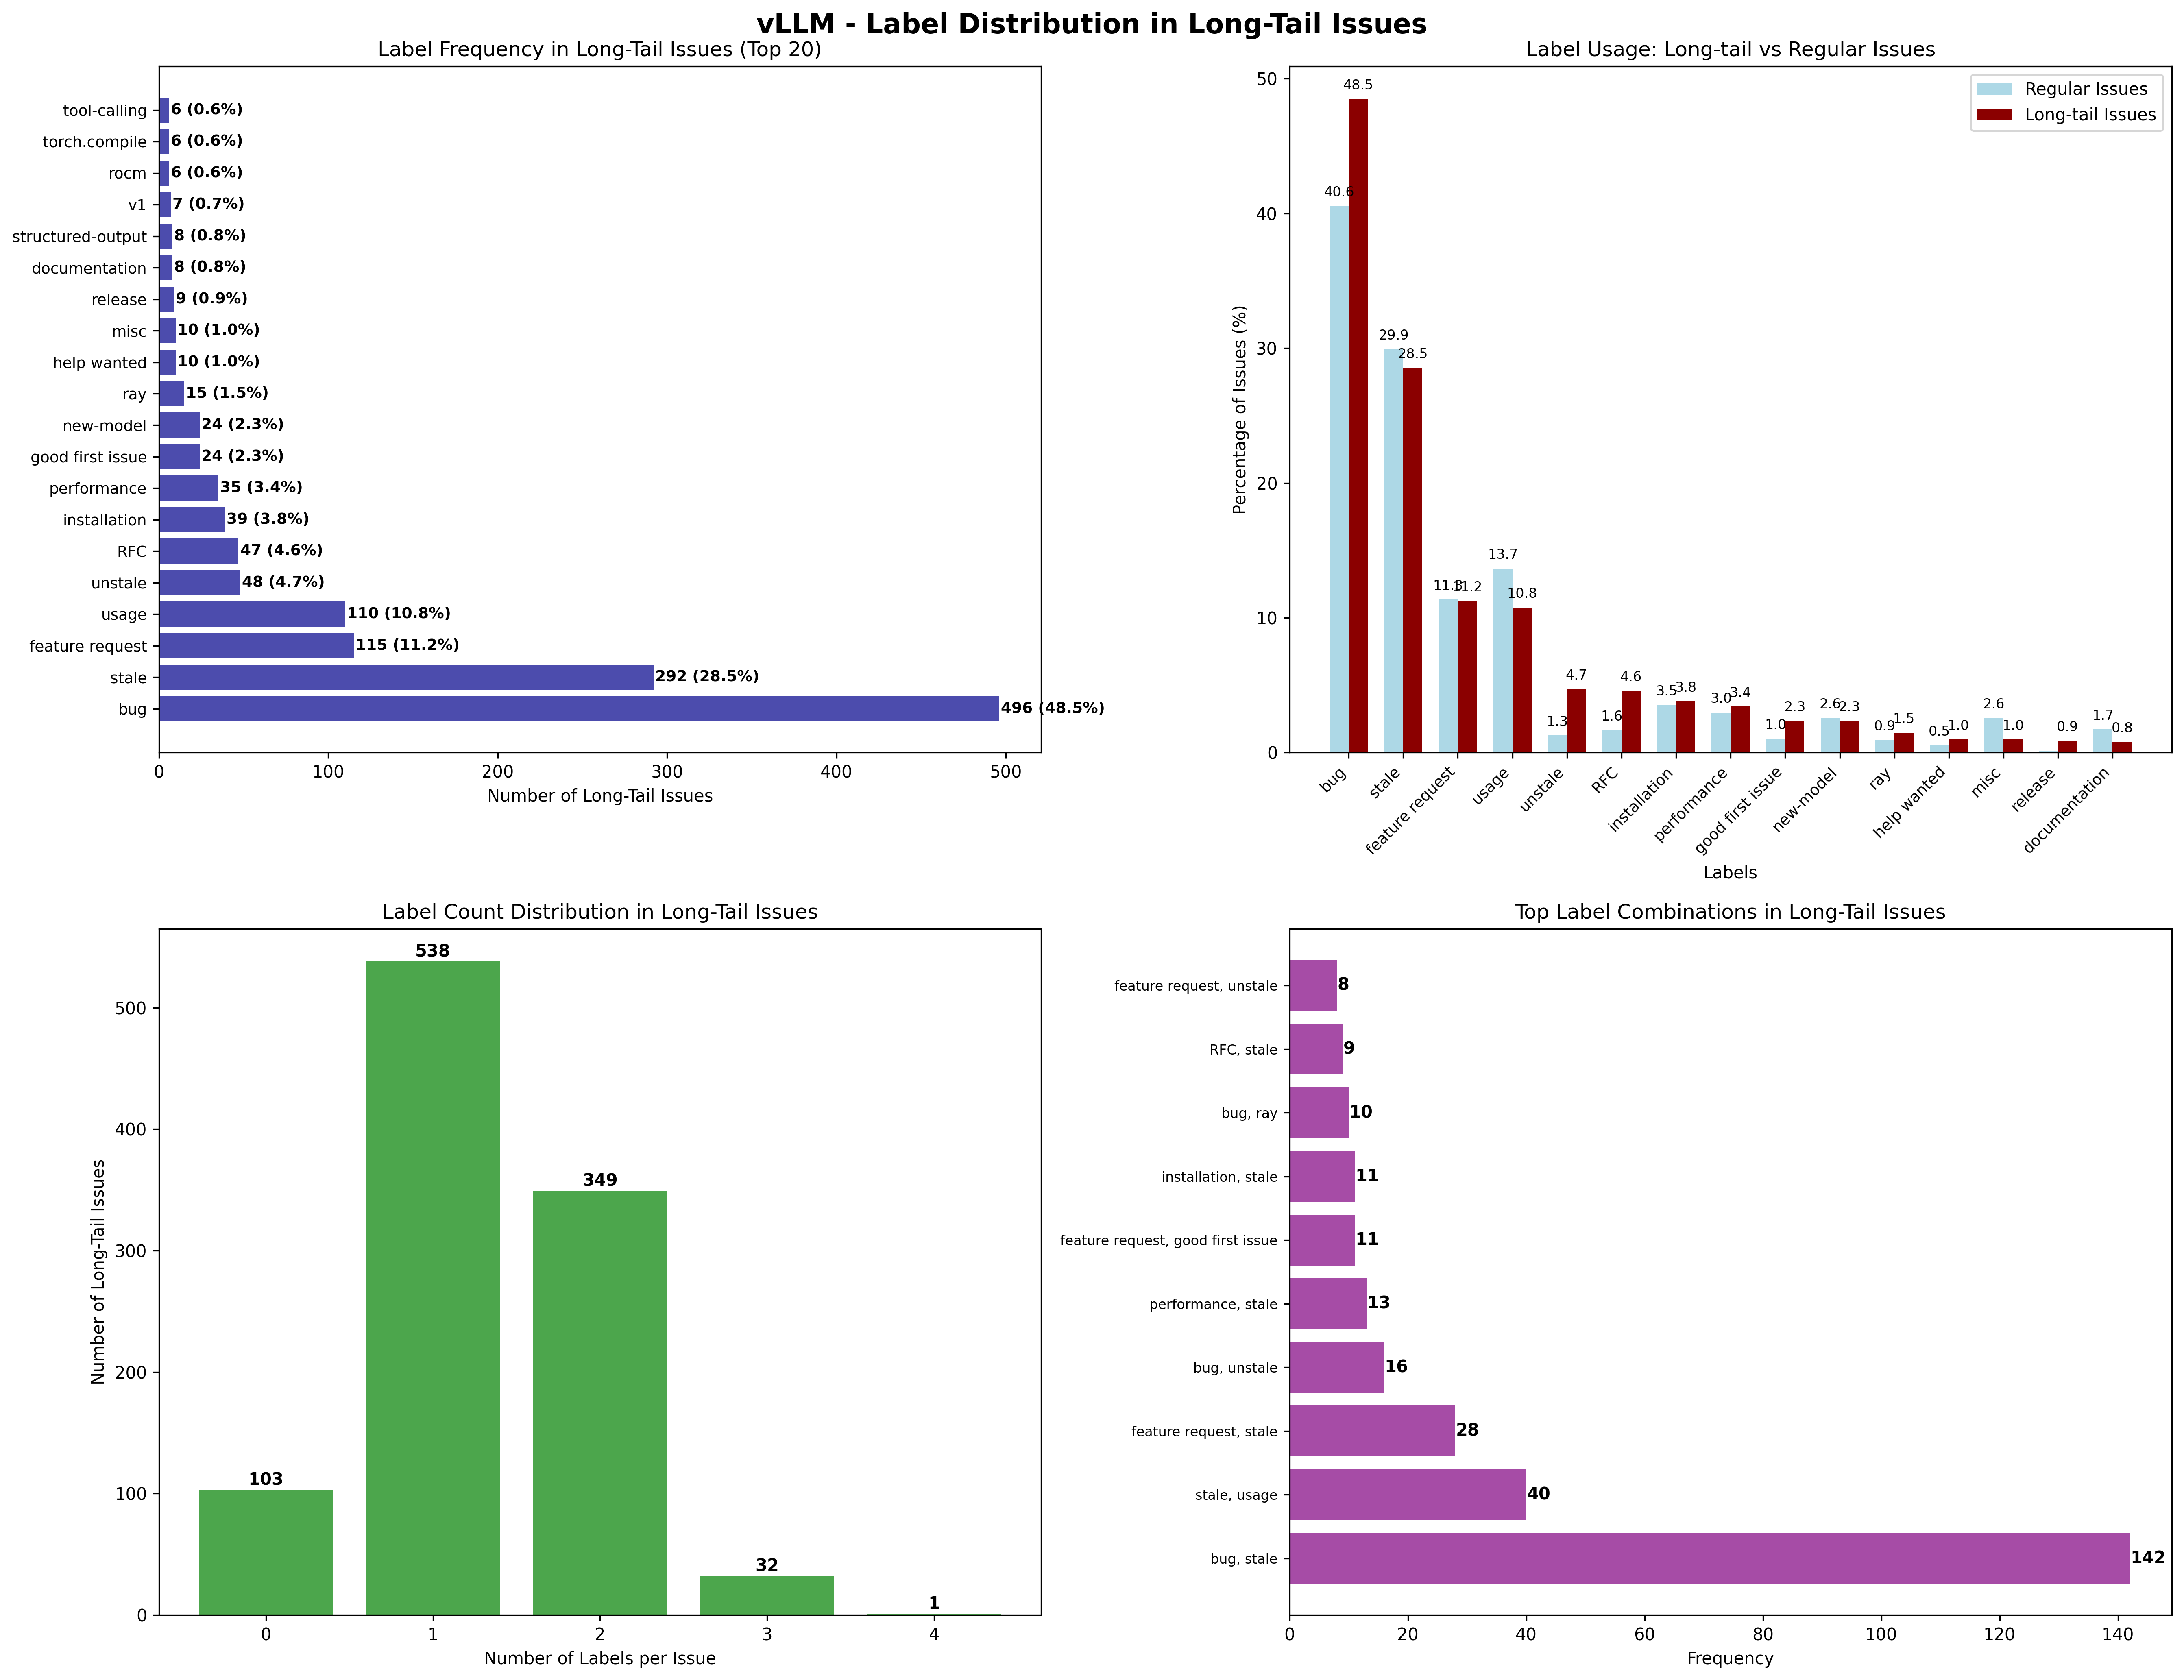 vLLM - Label Distribution in Long-Tail Issues
Label Frequency in Long-Tail Issues (Top 20)
tool-calling 6 (0.6%)
torch.compile 6 (0.6%)
rocm 6 (0.6%)
v1 7 (0.7%)
structured-output 8 (0.8%)
documentation 8 (0.8%)
release 9 (0.9%)
misc 10 (1.0%)
help wanted 10 (1.0%)
ray 15 (1.5%)
new-model 24 (2.3%)
good first issue 24 (2.3%)
performance 35 (3.4%)
installation 39 (3.8%)
RFC 47 (4.6%)
unstale 48 (4.7%)
usage 110 (10.8%)
feature request 115 (11.2%)
stale 292 (28.5%)
bug 496 (48.5%)
0 100 200 300 400 500
Number of Long-Tail Issues
Label Usage: Long-tail vs Regular Issues
Regular Issues
Long-tail Issues
Percentage of Issues (%)
50
40
30
20
10
0
40.6 48.5
29.9 28.5
11.3 11.2
13.7 10.8
1.3 4.7
1.6 4.6
3.5 3.8
3.0 3.4
1.0 2.3
2.6 2.3
0.9 1.5
0.5 1.0
2.6 1.0
0.9
1.7 0.8
bug
stale
feature request
usage
unstale
RFC
installation
performance
good first issue
new-model
ray
help wanted
misc
release
documentation
Labels
Label Count Distribution in Long-Tail Issues
Number of Long-Tail Issues
500
400
300
200
100
0
103
538
349
32
1
0 1 2 3 4
Number of Labels per Issue
Top Label Combinations in Long-Tail Issues
feature request, unstale 8
RFC, stale 9
bug, ray 10
installation, stale 11
feature request, good first issue 11
performance, stale 13
bug, unstale 16
feature request, stale 28
stale, usage 40
bug, stale 142
0 20 40 60 80 100 120 140
Frequency